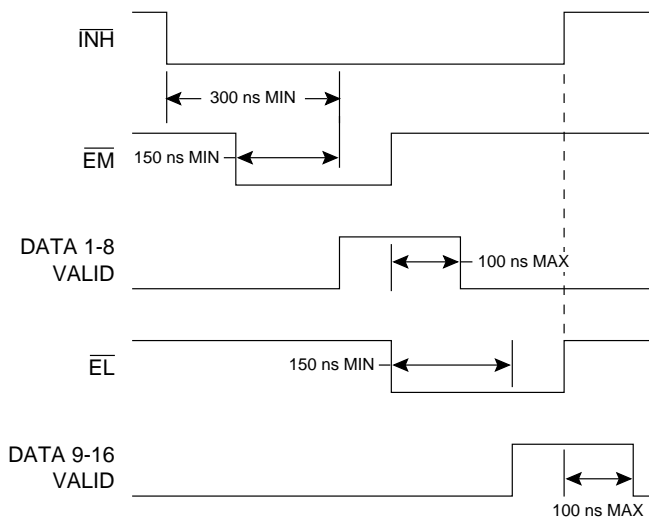 INH
300 ns MIN
EM
150 ns MIN
DATA 1-8
VALID
100 ns MAX
EL
150 ns MIN
DATA 9-16
VALID
100 ns MAX